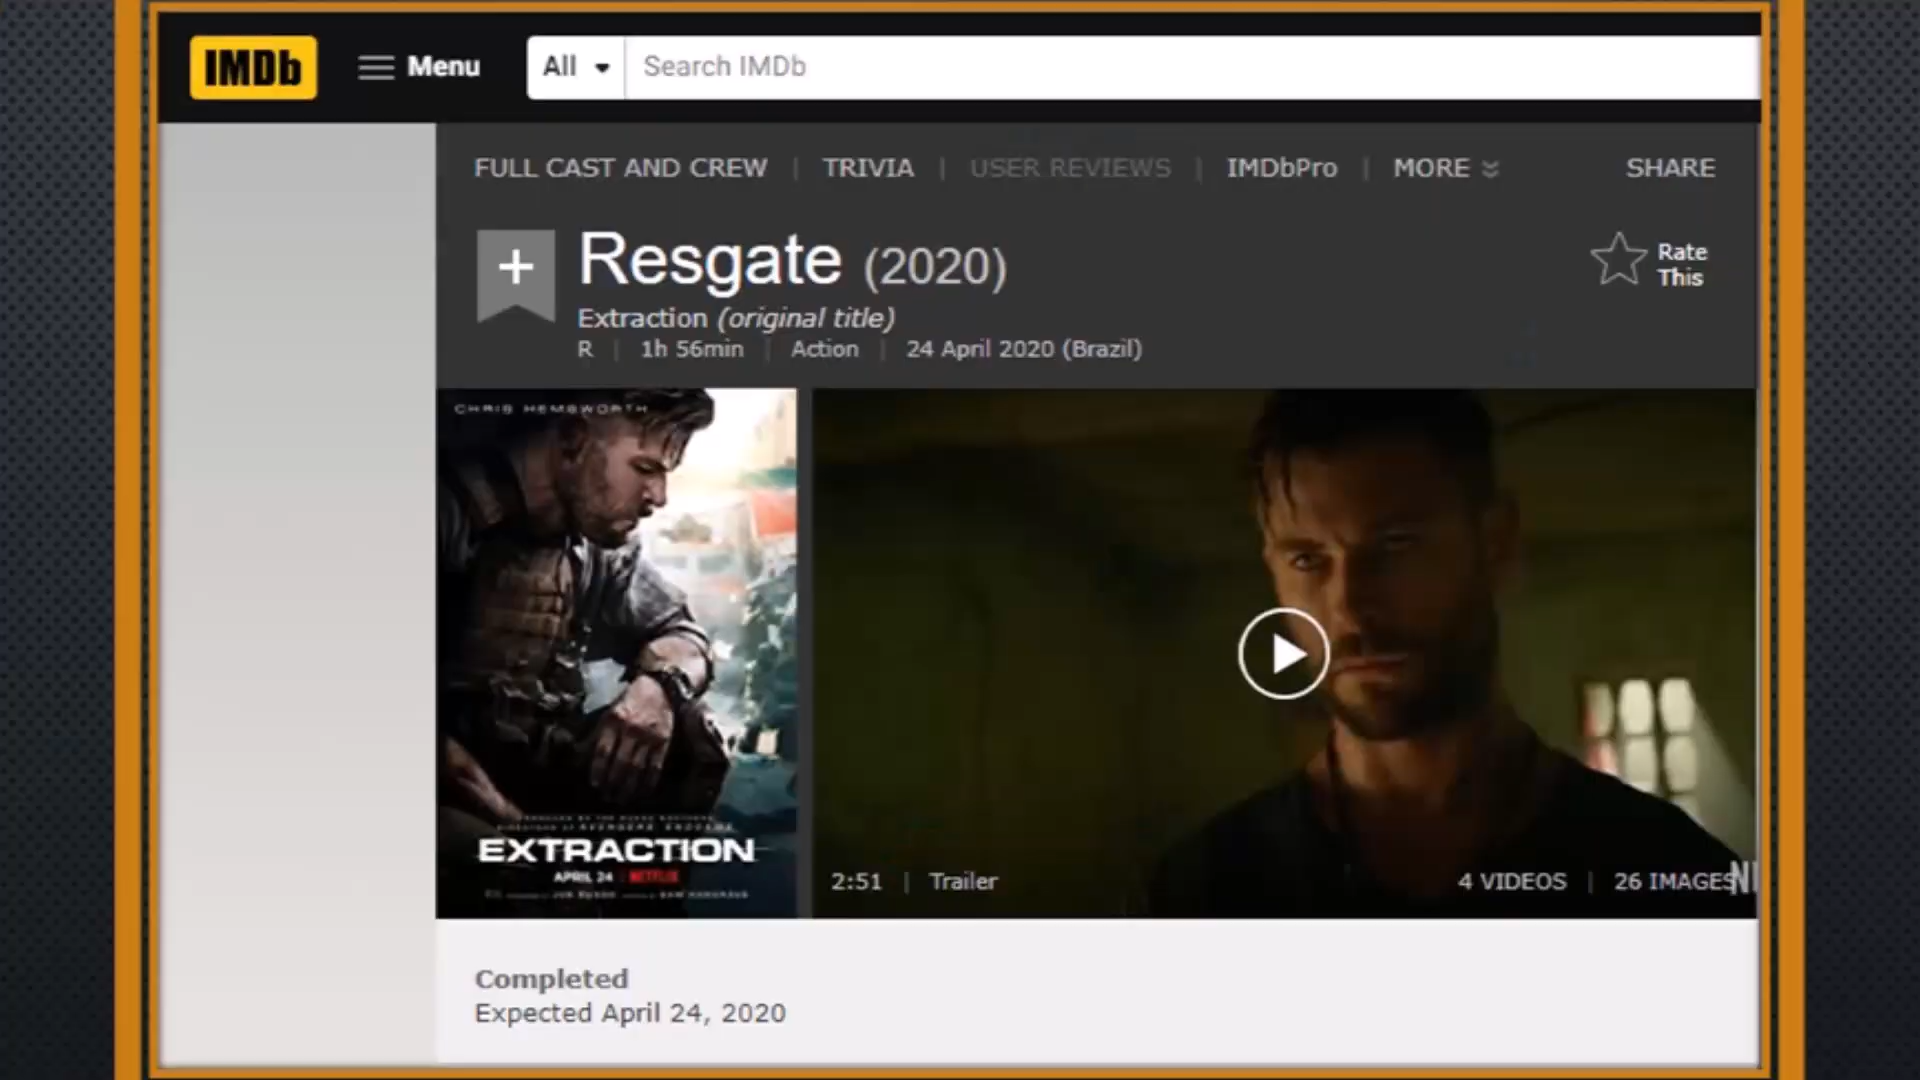 IMDb
Menu
All
Search IMDb
FULL CAST AND CREW | TRIVIA | USER REVIEWS | IMDbPro | MORE
SHARE
+
Resgate (2020)
Rate
This
Extraction (original title)
R | 1h 56min | Action | 24 April 2020 (Brazil)
CHRIS HEMSWORTH
EXTRACTION
APRIL 24 | NETFLIX
2:51 | Trailer
4 VIDEOS | 26 IMAGES
Completed
Expected April 24, 2020